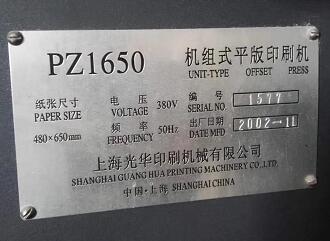 PZ1650 机组式平版印刷机
UNIT-TYPE OFFSET PRESS
纸张尺寸 电压 380V 编号 1577
PAPER SIZE VOLTAGE SERIAL NO.
480×650mm 频率 50Hz 出厂日期 2002-11
FREQUENCY DATE MFD
上海光华印刷机械有限公司
SHANGHAI GUANG HUA PRINTING MACHINERY CO.,LTD.
中国·上海 SHANGHAI CHINA